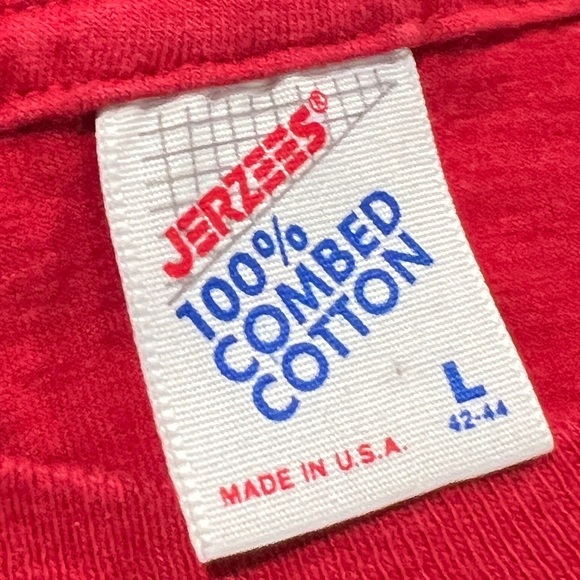 JERZEES®
100%
COMBED
COTTON
L
42-44
MADE IN U.S.A.